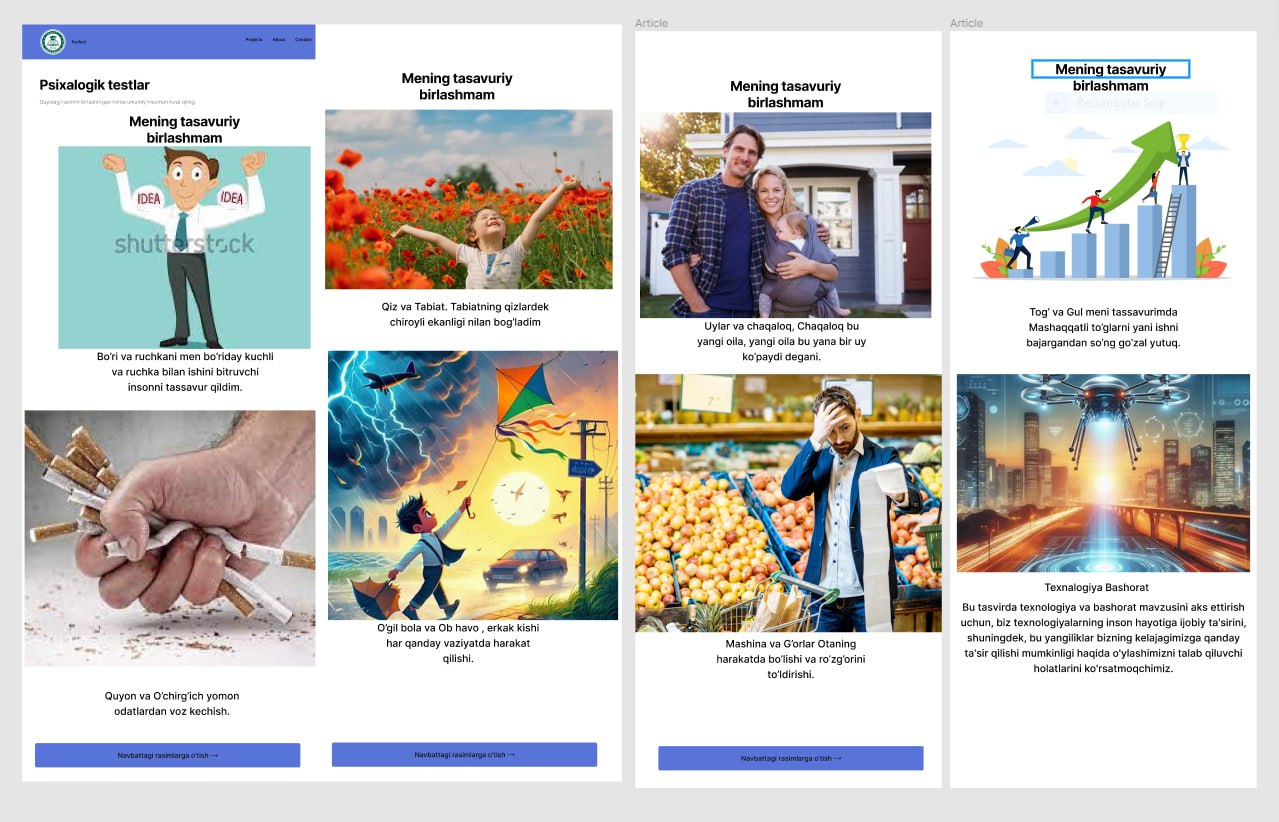 Perfect
Projects
About
Contact
Psixalogik testlar
Mening tasavuriy
birlashmam
IDEA
IDEA
shutterstock
Bo'ri va ruchkani men bo'riday kuchli
va ruchka bilan ishini bitruvchi
insonni tassavur qildim.
Quyon va O'chirg'ich yomon
odatlardan voz kechish.
Navbattagi rasimlarga o'tish →
Mening tasavuriy
birlashmam
Qiz va Tabiat. Tabiatning qizlardek
chiroyli ekanligi nilan bog'ladim
O'gil bola va Ob havo , erkak kishi
har qanday vaziyatda harakat
qilishi.
Navbattagi rasimlarga o'tish →
Article
Mening tasavuriy
birlashmam
Uylar va chaqaloq, Chaqaloq bu
yangi oila, yangi oila bu yana bir uy
ko'paydi degani.
Mashina va G'orlar Otaning
harakatda bo'lishi va ro'zg'orini
to'ldirishi.
Navbattagi rasimlarga o'tish →
Article
Mening tasavuriy
birlashmam
Rectangular Snip
Tog' va Gul meni tassavurimda
Mashaqqatli to'glarni yani ishni
bajargandan so'ng go'zal yutuq.
Texnalogiya Bashorat
Bu tasvirda texnologiya va bashorat mavzusini aks ettirish
uchun, biz texnologiyalarning inson hayotiga ijobiy ta'sirini,
shuningdek, bu yangiliklar bizning kelajagimizga qanday
ta'sir qilishi mumkinligi haqida o'ylashimizni talab qiluvchi
holatlarini ko'rsatmoqchimiz.